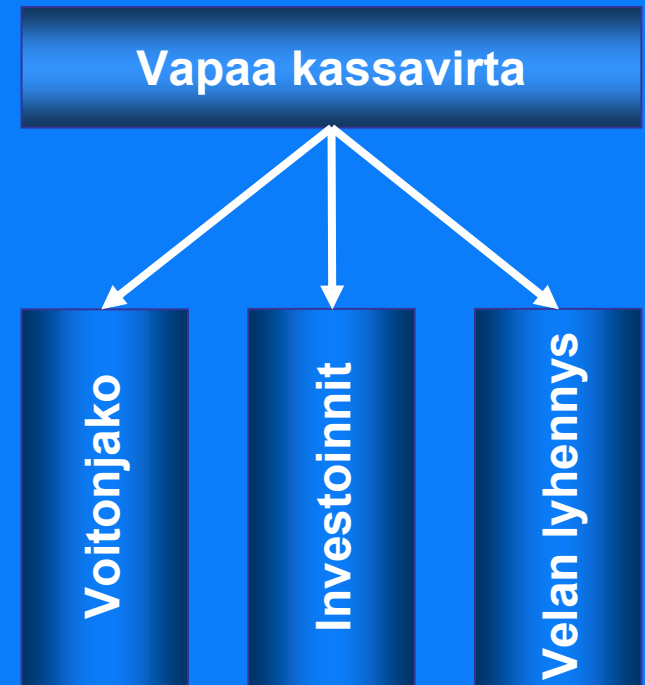 Vapaa kassavirta
Voitonjako
Investoinnit
Velan lyhennys